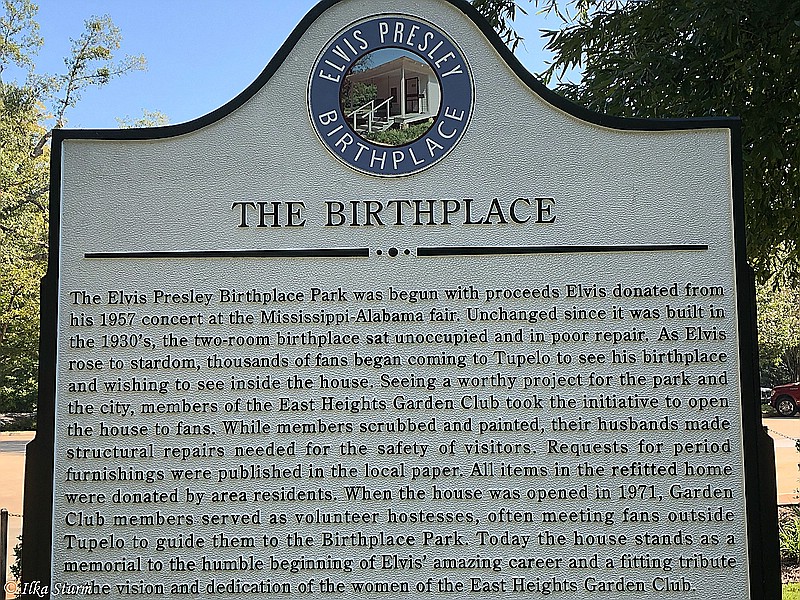 ELVIS PRESLEY
BIRTHPLACE
THE BIRTHPLACE
The Elvis Presley Birthplace Park was begun with proceeds Elvis donated from
his 1957 concert at the Mississippi-Alabama fair. Unchanged since it was built in
the 1930's, the two-room birthplace sat unoccupied and in poor repair. As Elvis
rose to stardom, thousands of fans began coming to Tupelo to see his birthplace
and wishing to see inside the house. Seeing a worthy project for the park and
the city, members of the East Heights Garden Club took the initiative to open
the house to fans. While members scrubbed and painted, their husbands made
structural repairs needed for the safety of visitors. Requests for period
furnishings were published in the local paper. All items in the refitted home
were donated by area residents. When the house was opened in 1971, Garden
Club members served as volunteer hostesses, often meeting fans outside
Tupelo to guide them to the Birthplace Park. Today the house stands as a
memorial to the humble beginning of Elvis' amazing career and a fitting tribute
the vision and dedication of the women of the East Heights Garden Club.
©Ilka Sturm